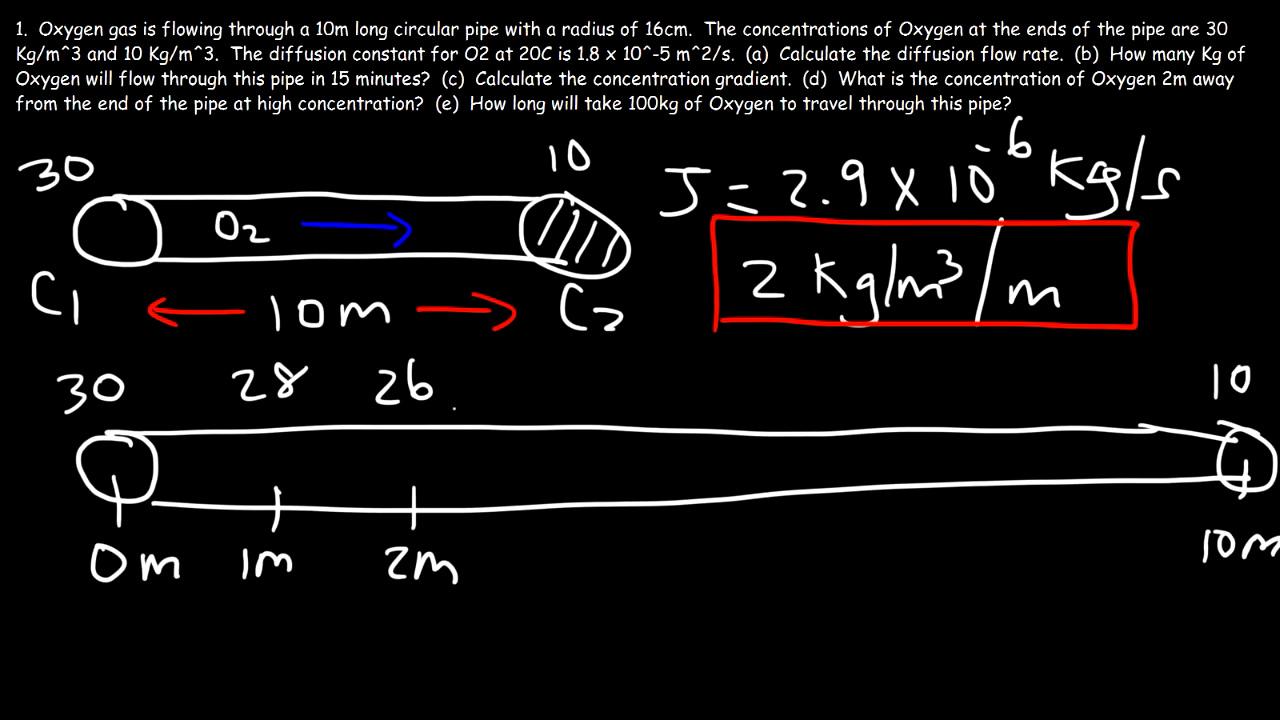 1. Oxygen gas is flowing through a 10m long circular pipe with a radius of 16cm. The concentrations of Oxygen at the ends of the pipe are 30
Kg/m^3 and 10 Kg/m^3. The diffusion constant for O2 at 20C is 1.8 x 10^-5 m^2/s. (a) Calculate the diffusion flow rate. (b) How many Kg of
Oxygen will flow through this pipe in 15 minutes? (c) Calculate the concentration gradient. (d) What is the concentration of Oxygen 2m away
from the end of the pipe at high concentration? (e) How long will take 100kg of Oxygen to travel through this pipe?
30 10
J = 2.9 x 10^-6 Kg/s
O2
2 Kg/m³/m
C1 10m C2
30 28 26 10
0m 1m 2m 10m